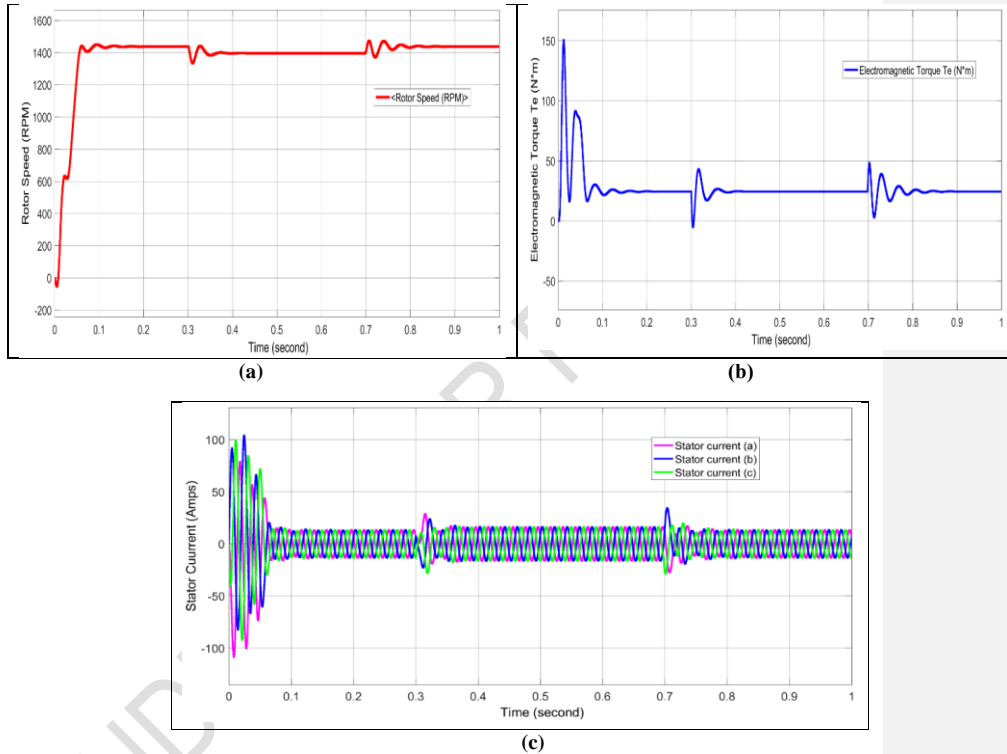 1600
1400
1200
1000
800
600
400
200
0
-200
Rotor Speed (RPM)
<Rotor Speed (RPM)>
0 0.1 0.2 0.3 0.4 0.5 0.6 0.7 0.8 0.9 1
Time (second)
(a)
150
100
50
0
-50
Electromagnetic Torque Te (N*m)
Electromagnetic Torque Te (N*m)
0 0.1 0.2 0.3 0.4 0.5 0.6 0.7 0.8 0.9 1
Time (second)
(b)
100
50
0
-50
-100
Stator Cuurrent (Amps)
Stator current (a)
Stator current (b)
Stator current (c)
0 0.1 0.2 0.3 0.4 0.5 0.6 0.7 0.8 0.9 1
Time (second)
(c)